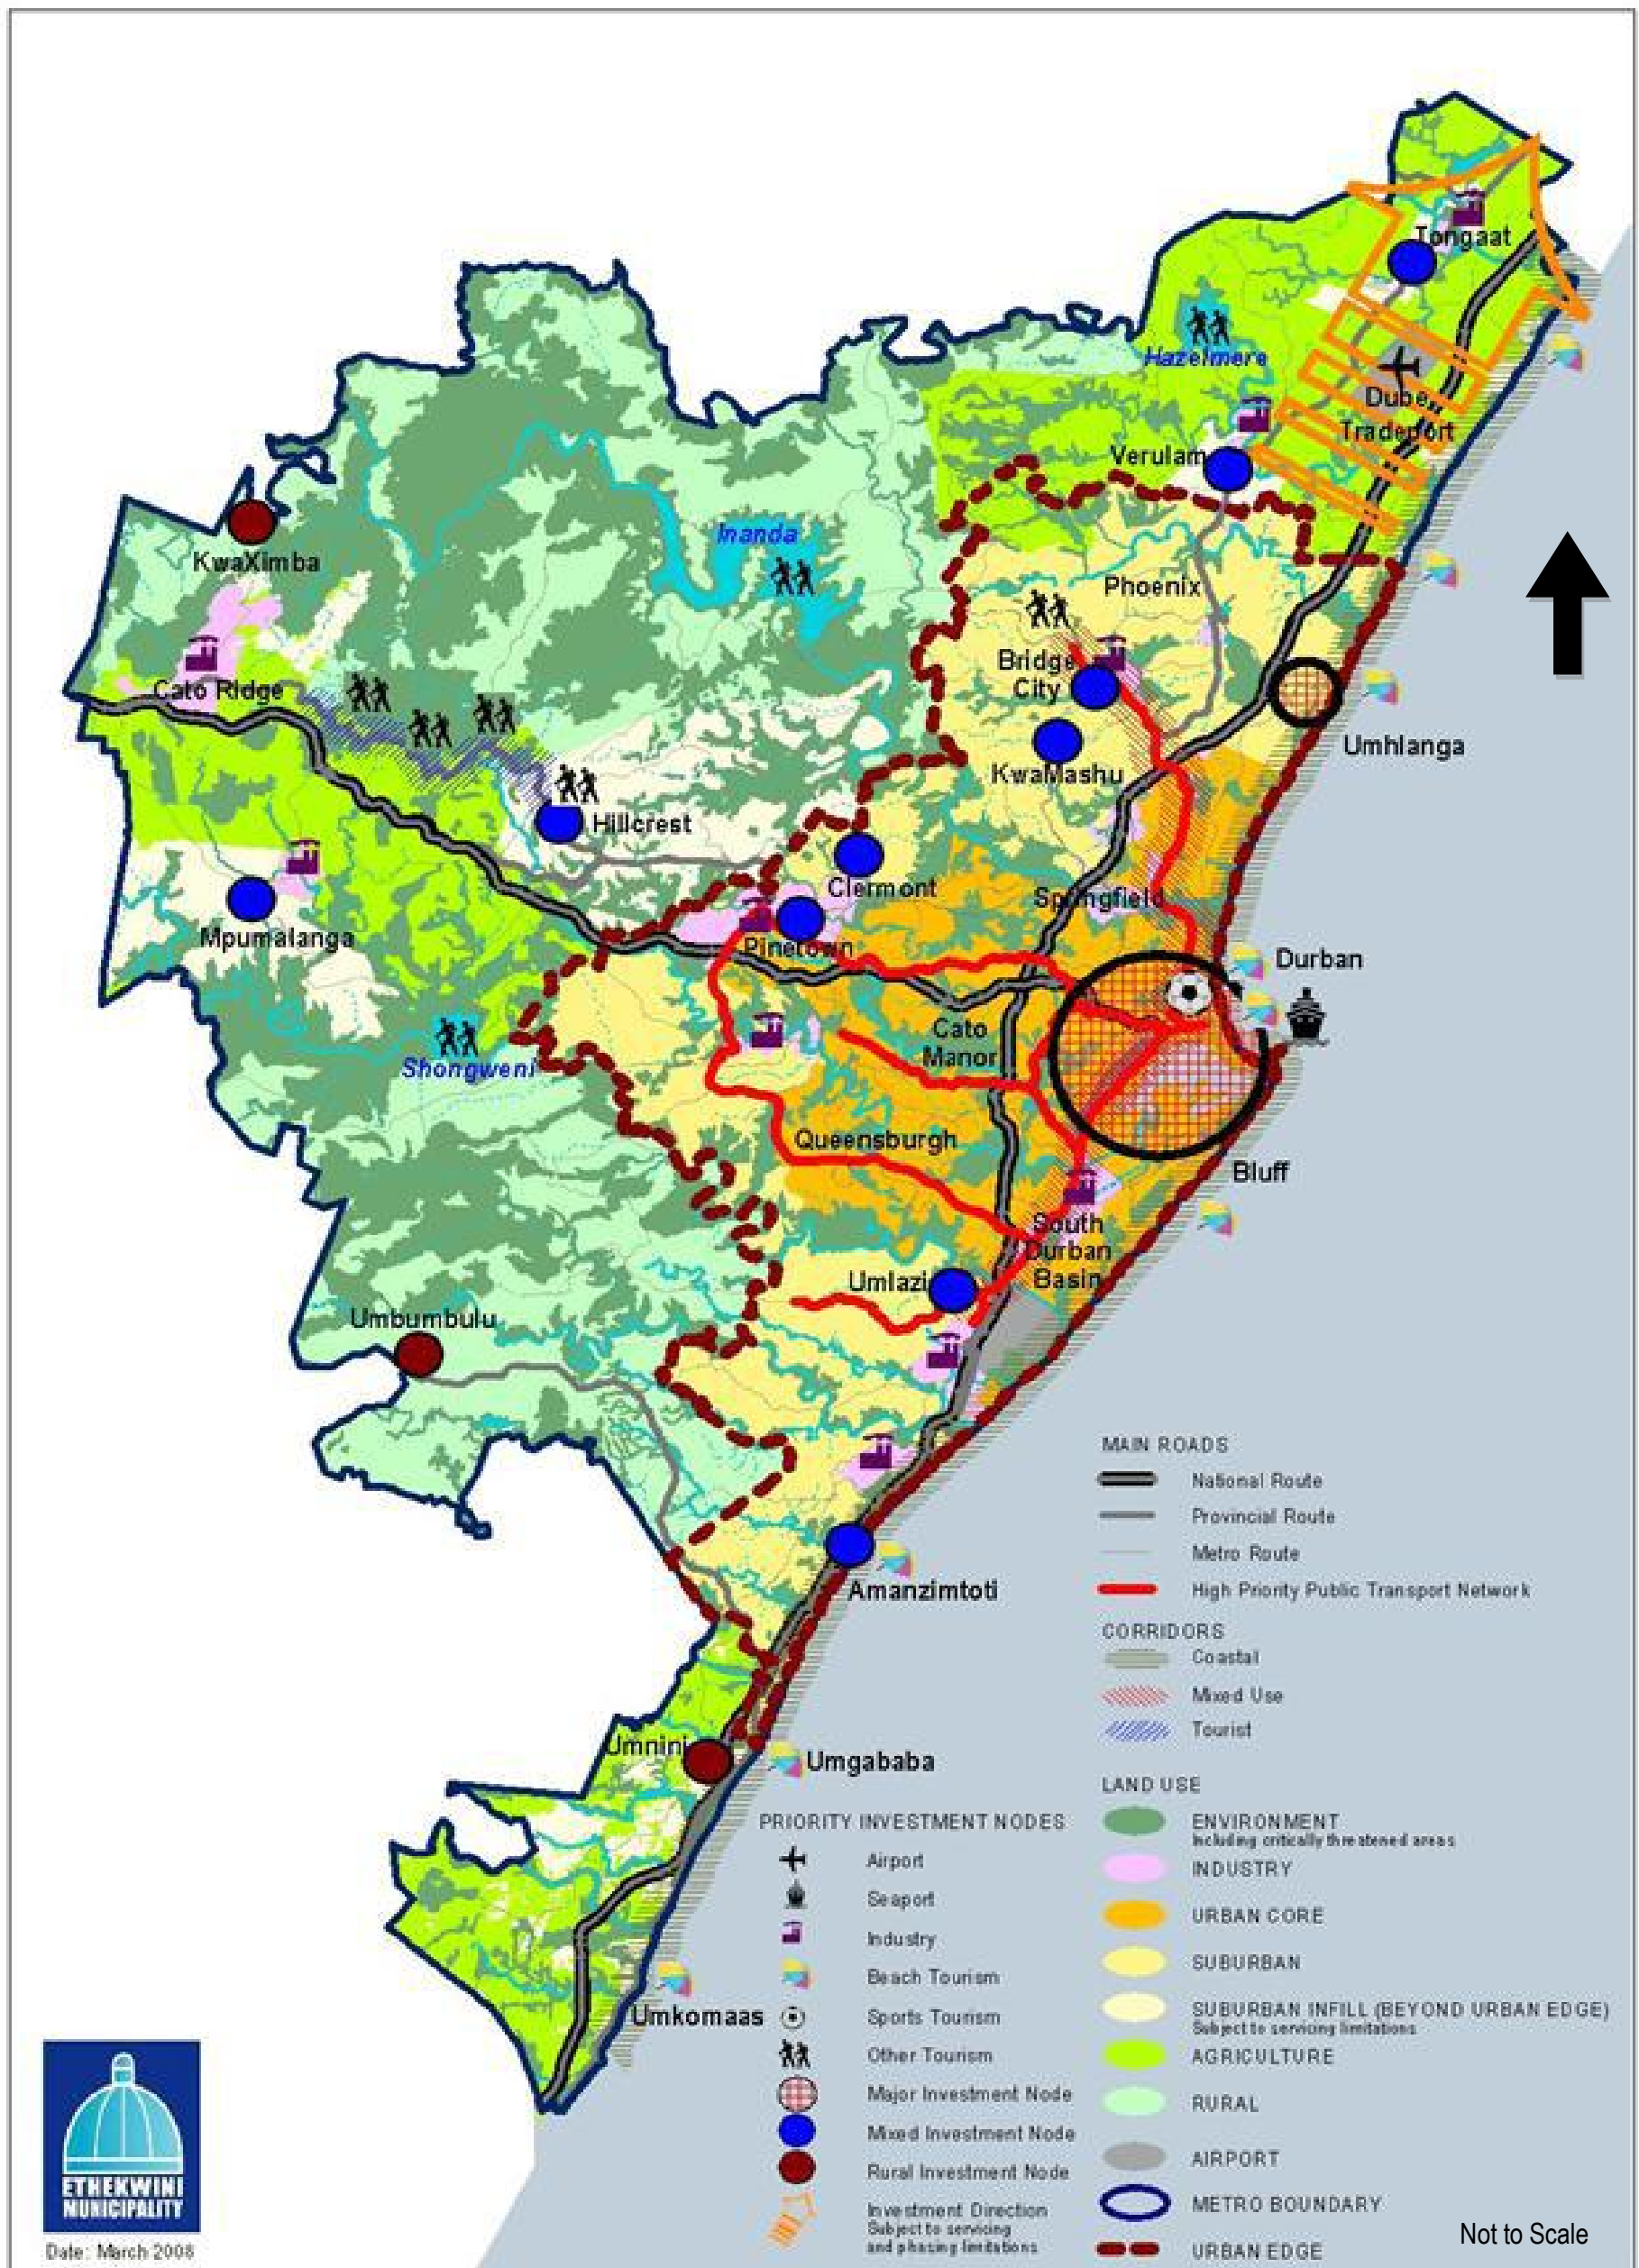 Tongaat
Hazelmere
Dube
Tradeport
Verulam
Inanda
KwaXimba
Phoenix
Bridge
City
Cato Ridge
Umhlanga
KwaMashu
Hillcrest
Clermont
Springfield
Mpumalanga
Pinetown
Durban
Cato
Manor
Shongweni
Queensburgh
Bluff
South
Durban
Basin
Umlazi
Umbumbulu
Amanzimtoti
Umnini
Umgababa
Umkomaas
MAIN ROADS
National Route
Provincial Route
Metro Route
High Priority Public Transport Network
CORRIDORS
Coastal
Mixed Use
Tourist
PRIORITY INVESTMENT NODES
Airport
Seaport
Industry
Beach Tourism
Sports Tourism
Other Tourism
Major Investment Node
Mixed Investment Node
Rural Investment Node
Investment Direction
Subject to servicing
and phasing limitations
LAND USE
ENVIRONMENT
Including critically threatened areas
INDUSTRY
URBAN CORE
SUBURBAN
SUBURBAN INFILL (BEYOND URBAN EDGE)
Subject to servicing limitations
AGRICULTURE
RURAL
AIRPORT
METRO BOUNDARY
URBAN EDGE
Not to Scale
ETHEKWINI
MUNICIPALITY
Date: March 2008